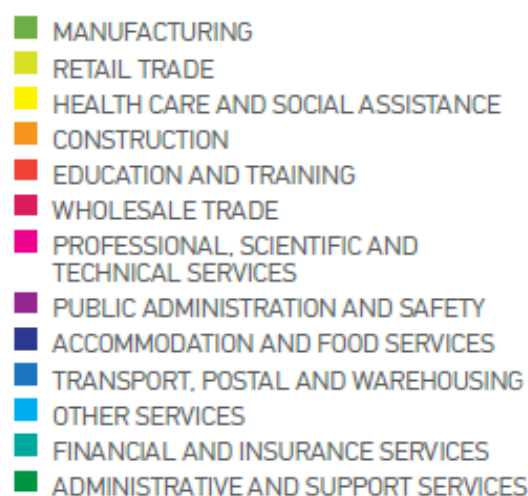 MANUFACTURING
RETAIL TRADE
HEALTH CARE AND SOCIAL ASSISTANCE
CONSTRUCTION
EDUCATION AND TRAINING
WHOLESALE TRADE
PROFESSIONAL, SCIENTIFIC AND
TECHNICAL SERVICES
PUBLIC ADMINISTRATION AND SAFETY
ACCOMMODATION AND FOOD SERVICES
TRANSPORT, POSTAL AND WAREHOUSING
OTHER SERVICES
FINANCIAL AND INSURANCE SERVICES
ADMINISTRATIVE AND SUPPORT SERVICES